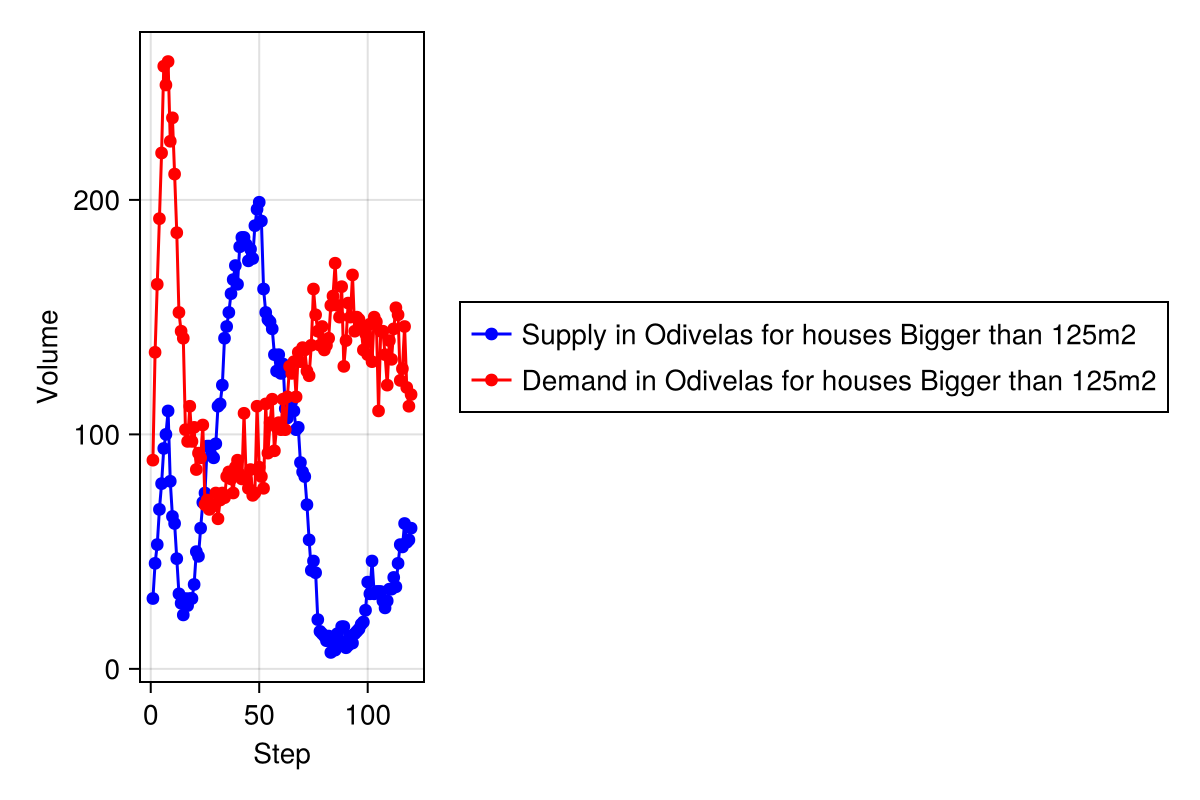 Volume
200
100
0
0 50 100
Step
Supply in Odivelas for houses Bigger than 125m2
Demand in Odivelas for houses Bigger than 125m2